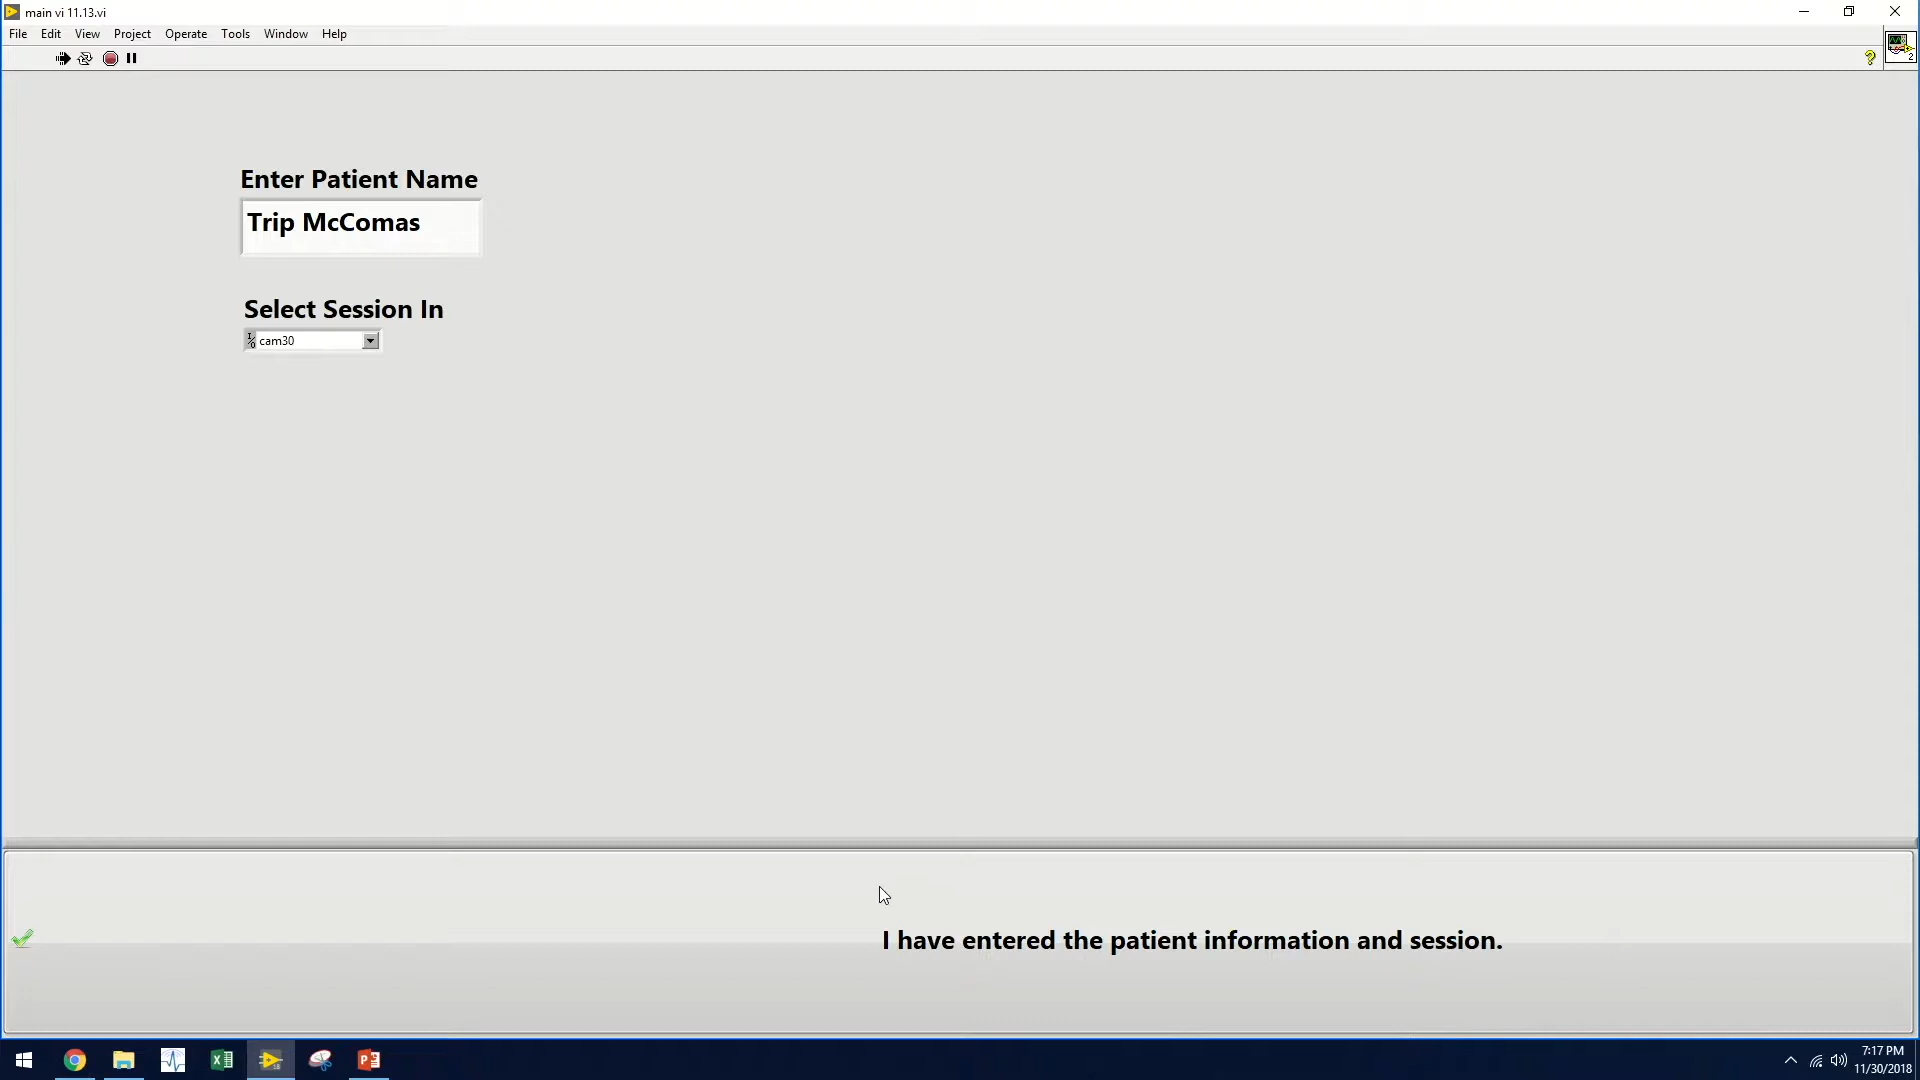 main vi 11.13.vi
File Edit View Project Operate Tools Window Help
?
2
Enter Patient Name
Trip McComas
Select Session In
cam30
I have entered the patient information and session.
7:17 PM
11/30/2018